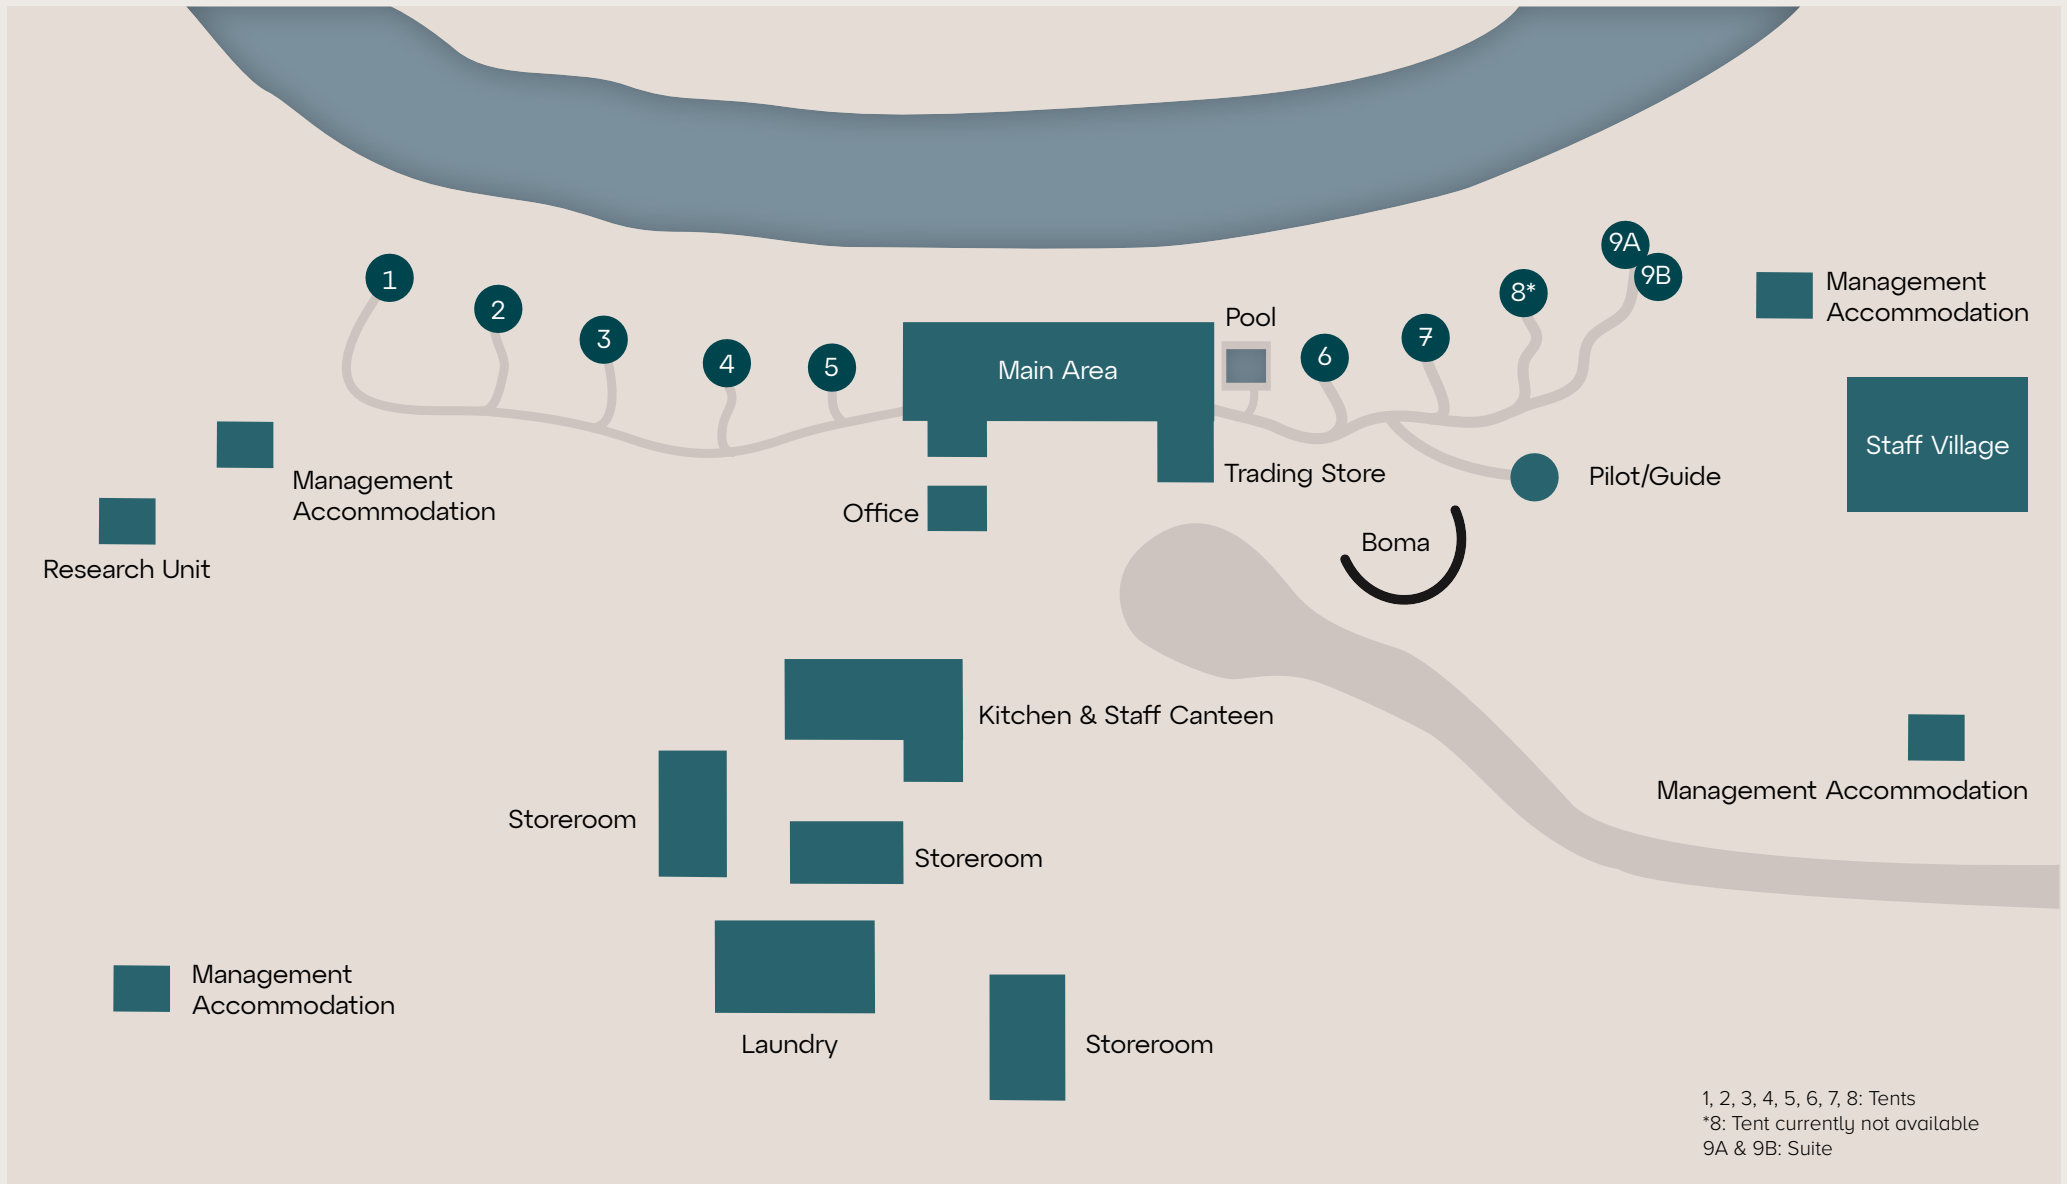 9A
9B
1
Management
Accommodation
8*
2
Pool
3
7
6
4
5
Main Area
Staff Village
Trading Store
Pilot/Guide
Management
Accommodation
Office
Boma
Research Unit
Kitchen & Staff Canteen
Management Accommodation
Storeroom
Storeroom
Management
Accommodation
Laundry
Storeroom
1, 2, 3, 4, 5, 6, 7, 8: Tents
*8: Tent currently not available
9A & 9B: Suite